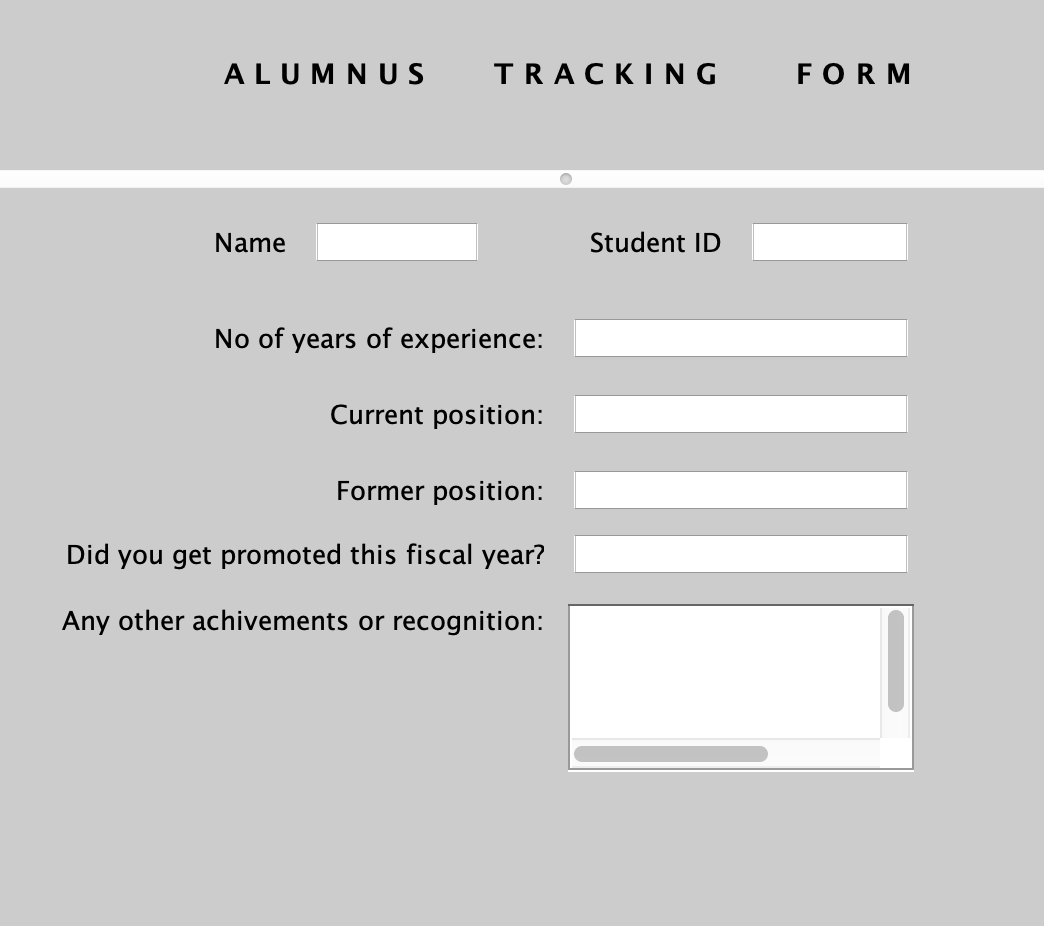 ALUMNUS TRACKING FORM
Name Student ID
No of years of experience:
Current position:
Former position:
Did you get promoted this fiscal year?
Any other achivements or recognition: